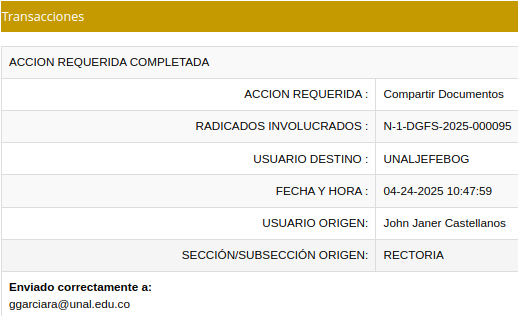 Transacciones
ACCION REQUERIDA COMPLETADA
ACCION REQUERIDA : Compartir Documentos
RADICADOS INVOLUCRADOS : N-1-DGFS-2025-000095
USUARIO DESTINO : UNALJEFEBOG
FECHA Y HORA : 04-24-2025 10:47:59
USUARIO ORIGEN: John Janer Castellanos
SECCIÓN/SUBSECCIÓN ORIGEN: RECTORIA
Enviado correctamente a:
ggarciara@unal.edu.co